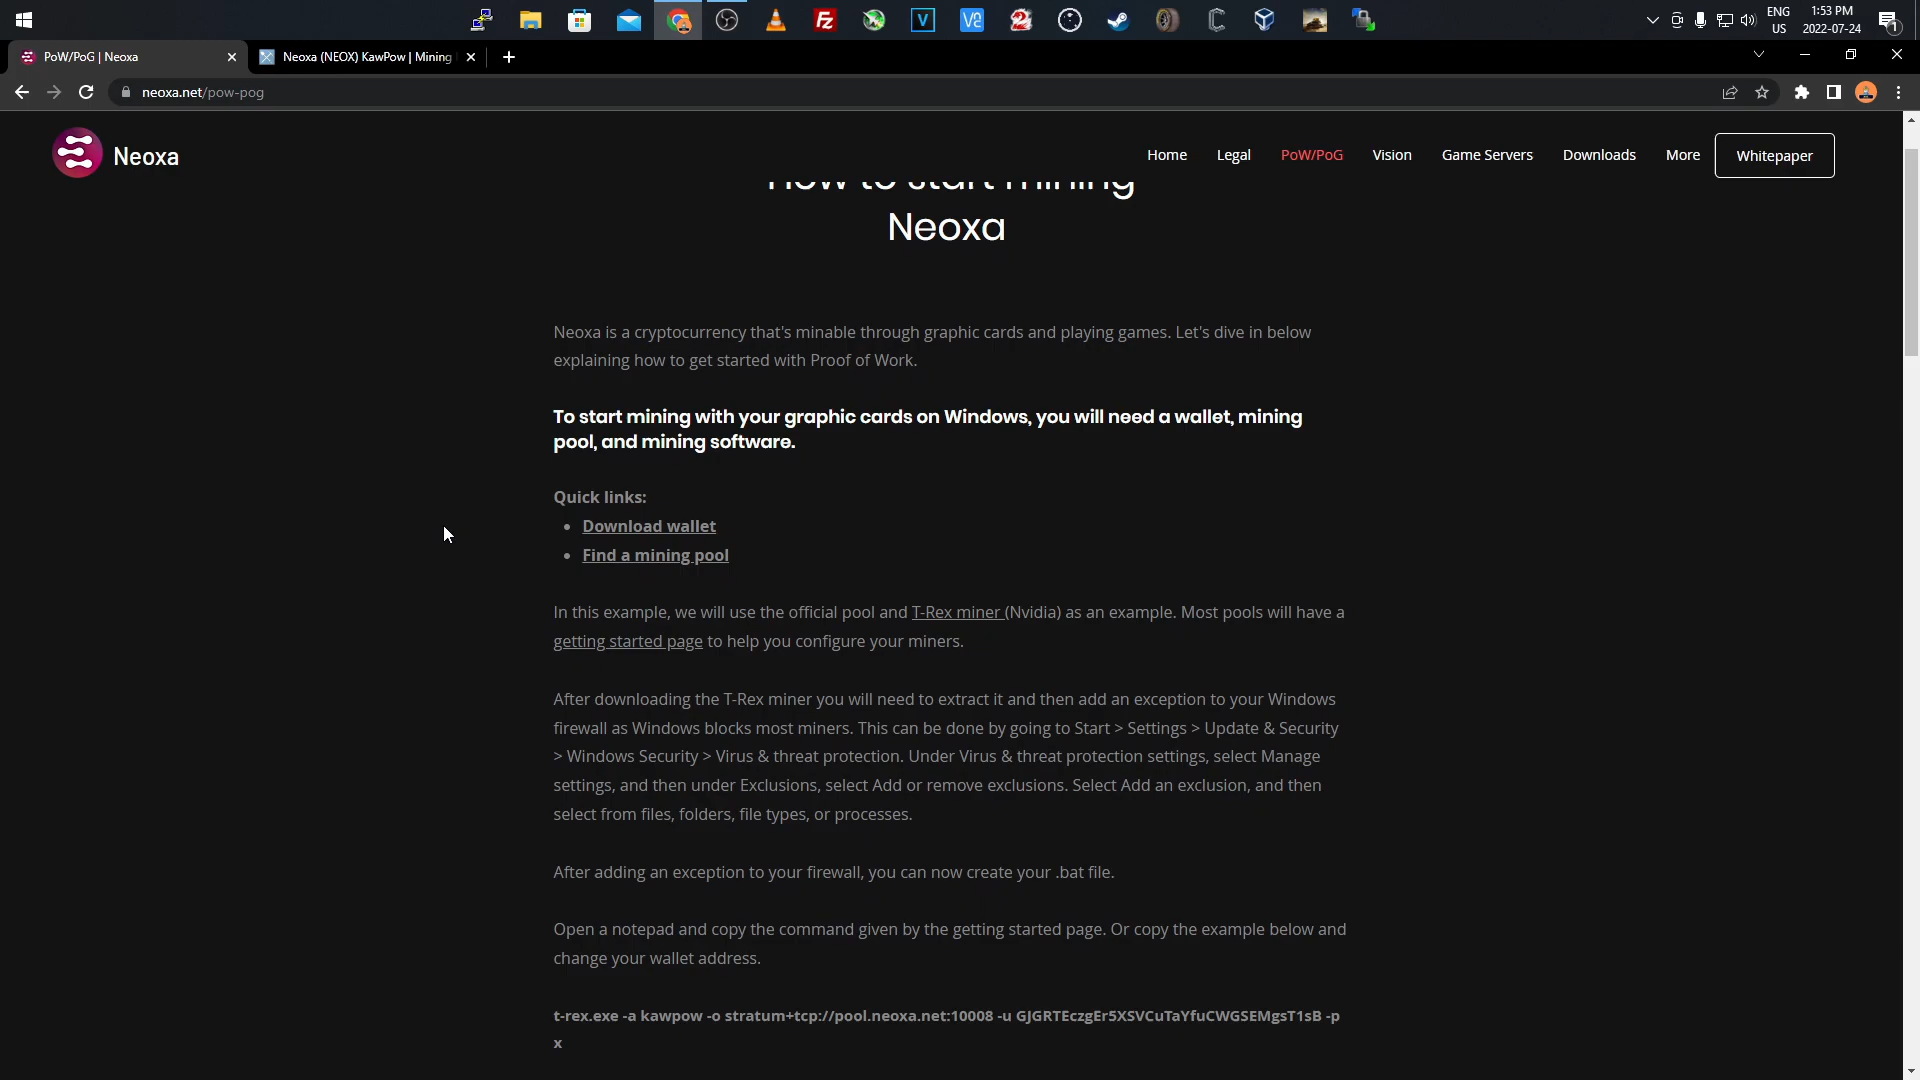 ENG
US
1:53 PM
2022-07-24
1
PoW/PoG | Neoxa
Neoxa (NEOX) KawPow | Mining
neoxa.net/pow-pog
Neoxa
Home
Legal
PoW/PoG
Vision
Game Servers
Downloads
More
Whitepaper
How to start mining
Neoxa
Neoxa is a cryptocurrency that's minable through graphic cards and playing games. Let's dive in below
explaining how to get started with Proof of Work.
To start mining with your graphic cards on Windows, you will need a wallet, mining
pool, and mining software.
Quick links:
• Download wallet
• Find a mining pool
In this example, we will use the official pool and T-Rex miner (Nvidia) as an example. Most pools will have a
getting started page to help you configure your miners.
After downloading the T-Rex miner you will need to extract it and then add an exception to your Windows
firewall as Windows blocks most miners. This can be done by going to Start > Settings > Update & Security
> Windows Security > Virus & threat protection. Under Virus & threat protection settings, select Manage
settings, and then under Exclusions, select Add or remove exclusions. Select Add an exclusion, and then
select from files, folders, file types, or processes.
After adding an exception to your firewall, you can now create your .bat file.
Open a notepad and copy the command given by the getting started page. Or copy the example below and
change your wallet address.
t-rex.exe -a kawpow -o stratum+tcp://pool.neoxa.net:10008 -u GJGRTEczgEr5XSVCuTaYfuCWGSEMgsT1sB -p
x